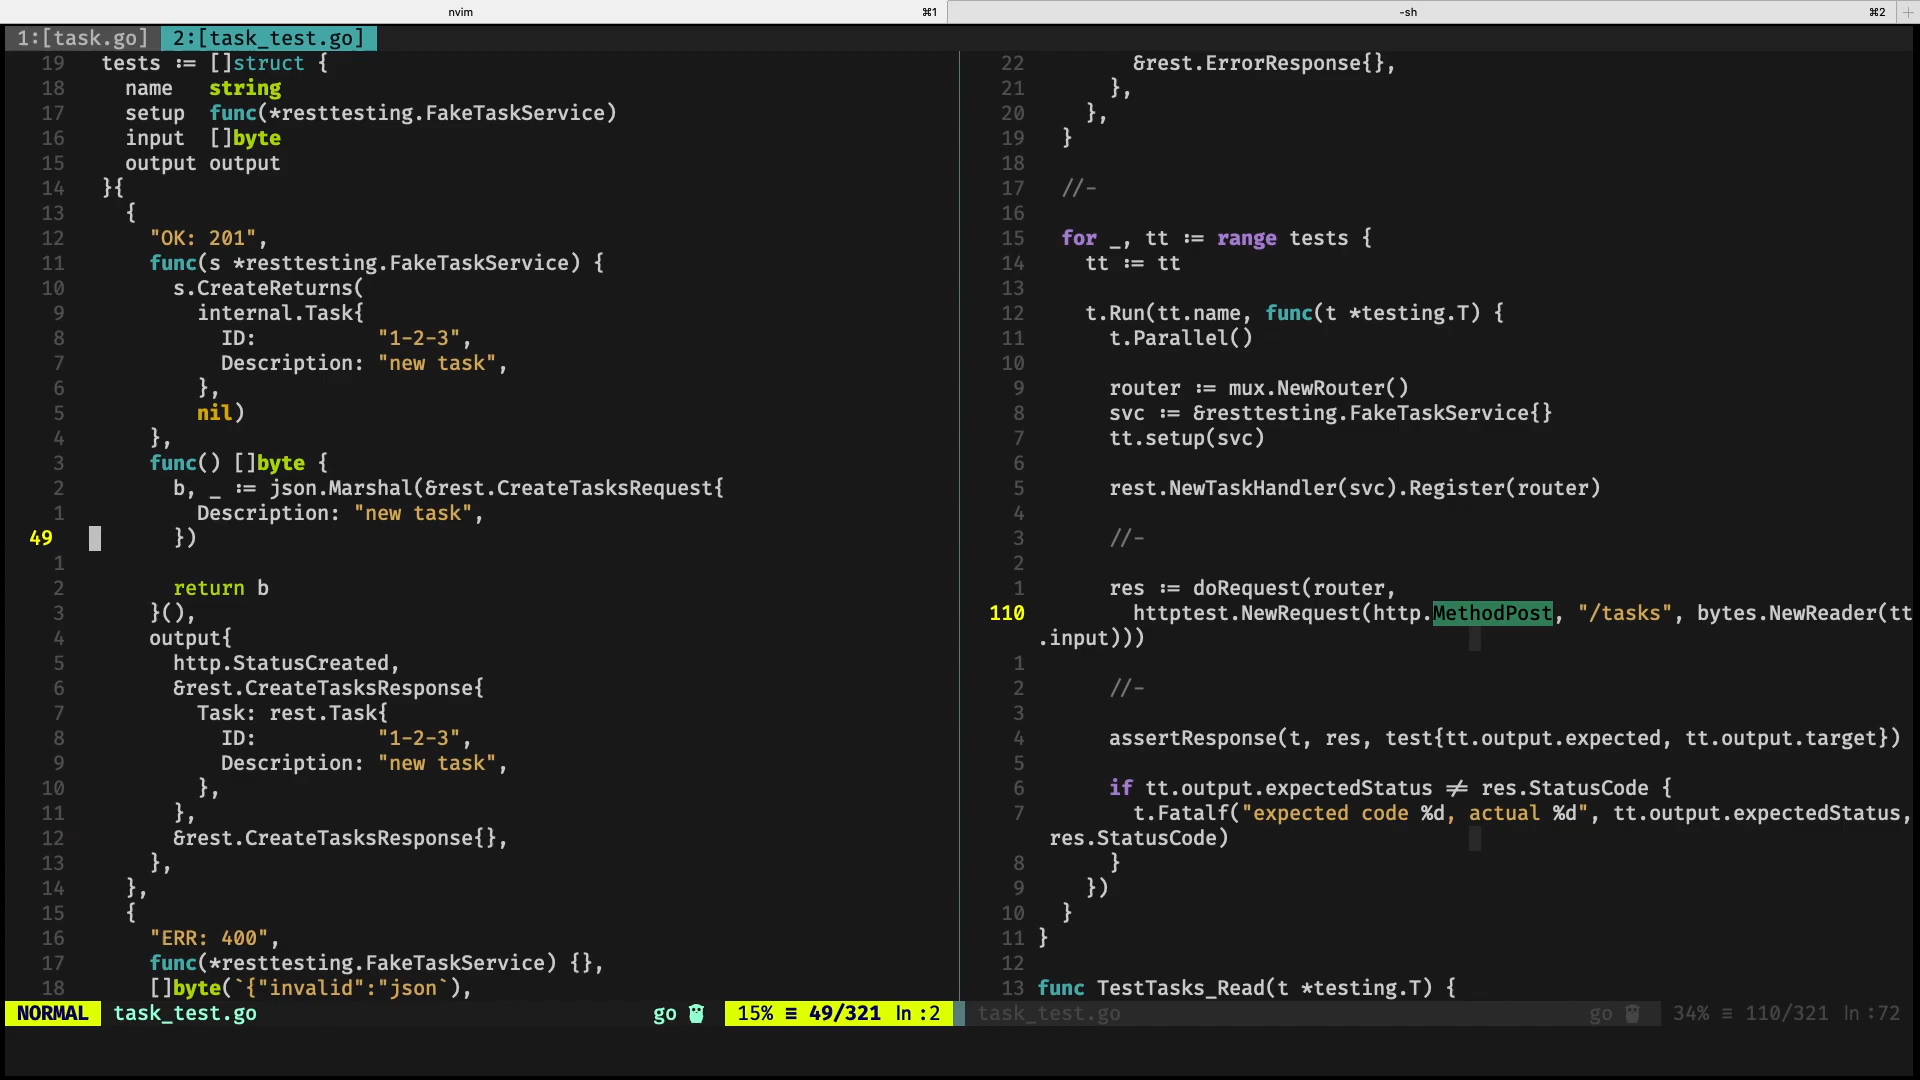 nvim ⌘1 -sh ⌘2 +
1:[task.go] 2:[task_test.go]
19 tests := []struct {
18 name string
17 setup func(*resttesting.FakeTaskService)
16 input []byte
15 output output
14 }{
13 {
12 "OK: 201",
11 func(s *resttesting.FakeTaskService) {
10 s.CreateReturns(
9 internal.Task{
8 ID: "1-2-3",
7 Description: "new task",
6 },
5 nil)
4 },
3 func() []byte {
2 b, _ := json.Marshal(&rest.CreateTasksRequest{
1 Description: "new task",
49 })
1
2 return b
3 }(),
4 output{
5 http.StatusCreated,
6 &rest.CreateTasksResponse{
7 Task: rest.Task{
8 ID: "1-2-3",
9 Description: "new task",
10 },
11 },
12 &rest.CreateTasksResponse{},
13 },
14 },
15 {
16 "ERR: 400",
17 func(*resttesting.FakeTaskService) {},
18 []byte(`{"invalid":"json`),
NORMAL task_test.go go 15% ≡ 49/321 ln :2
22 &rest.ErrorResponse{},
21 },
20 },
19 }
18
17 //-
16
15 for _, tt := range tests {
14 tt := tt
13
12 t.Run(tt.name, func(t *testing.T) {
11 t.Parallel()
10
9 router := mux.NewRouter()
8 svc := &resttesting.FakeTaskService{}
7 tt.setup(svc)
6
5 rest.NewTaskHandler(svc).Register(router)
4
3 //-
2
1 res := doRequest(router,
110 httptest.NewRequest(http.MethodPost, "/tasks", bytes.NewReader(tt
.input)))
1
2 //-
3
4 assertResponse(t, res, test{tt.output.expected, tt.output.target})
5
6 if tt.output.expectedStatus != res.StatusCode {
7 t.Fatalf("expected code %d, actual %d", tt.output.expectedStatus,
res.StatusCode)
8 }
9 })
10 }
11 }
12
13 func TestTasks_Read(t *testing.T) {
task_test.go go 34% ≡ 110/321 ln :72